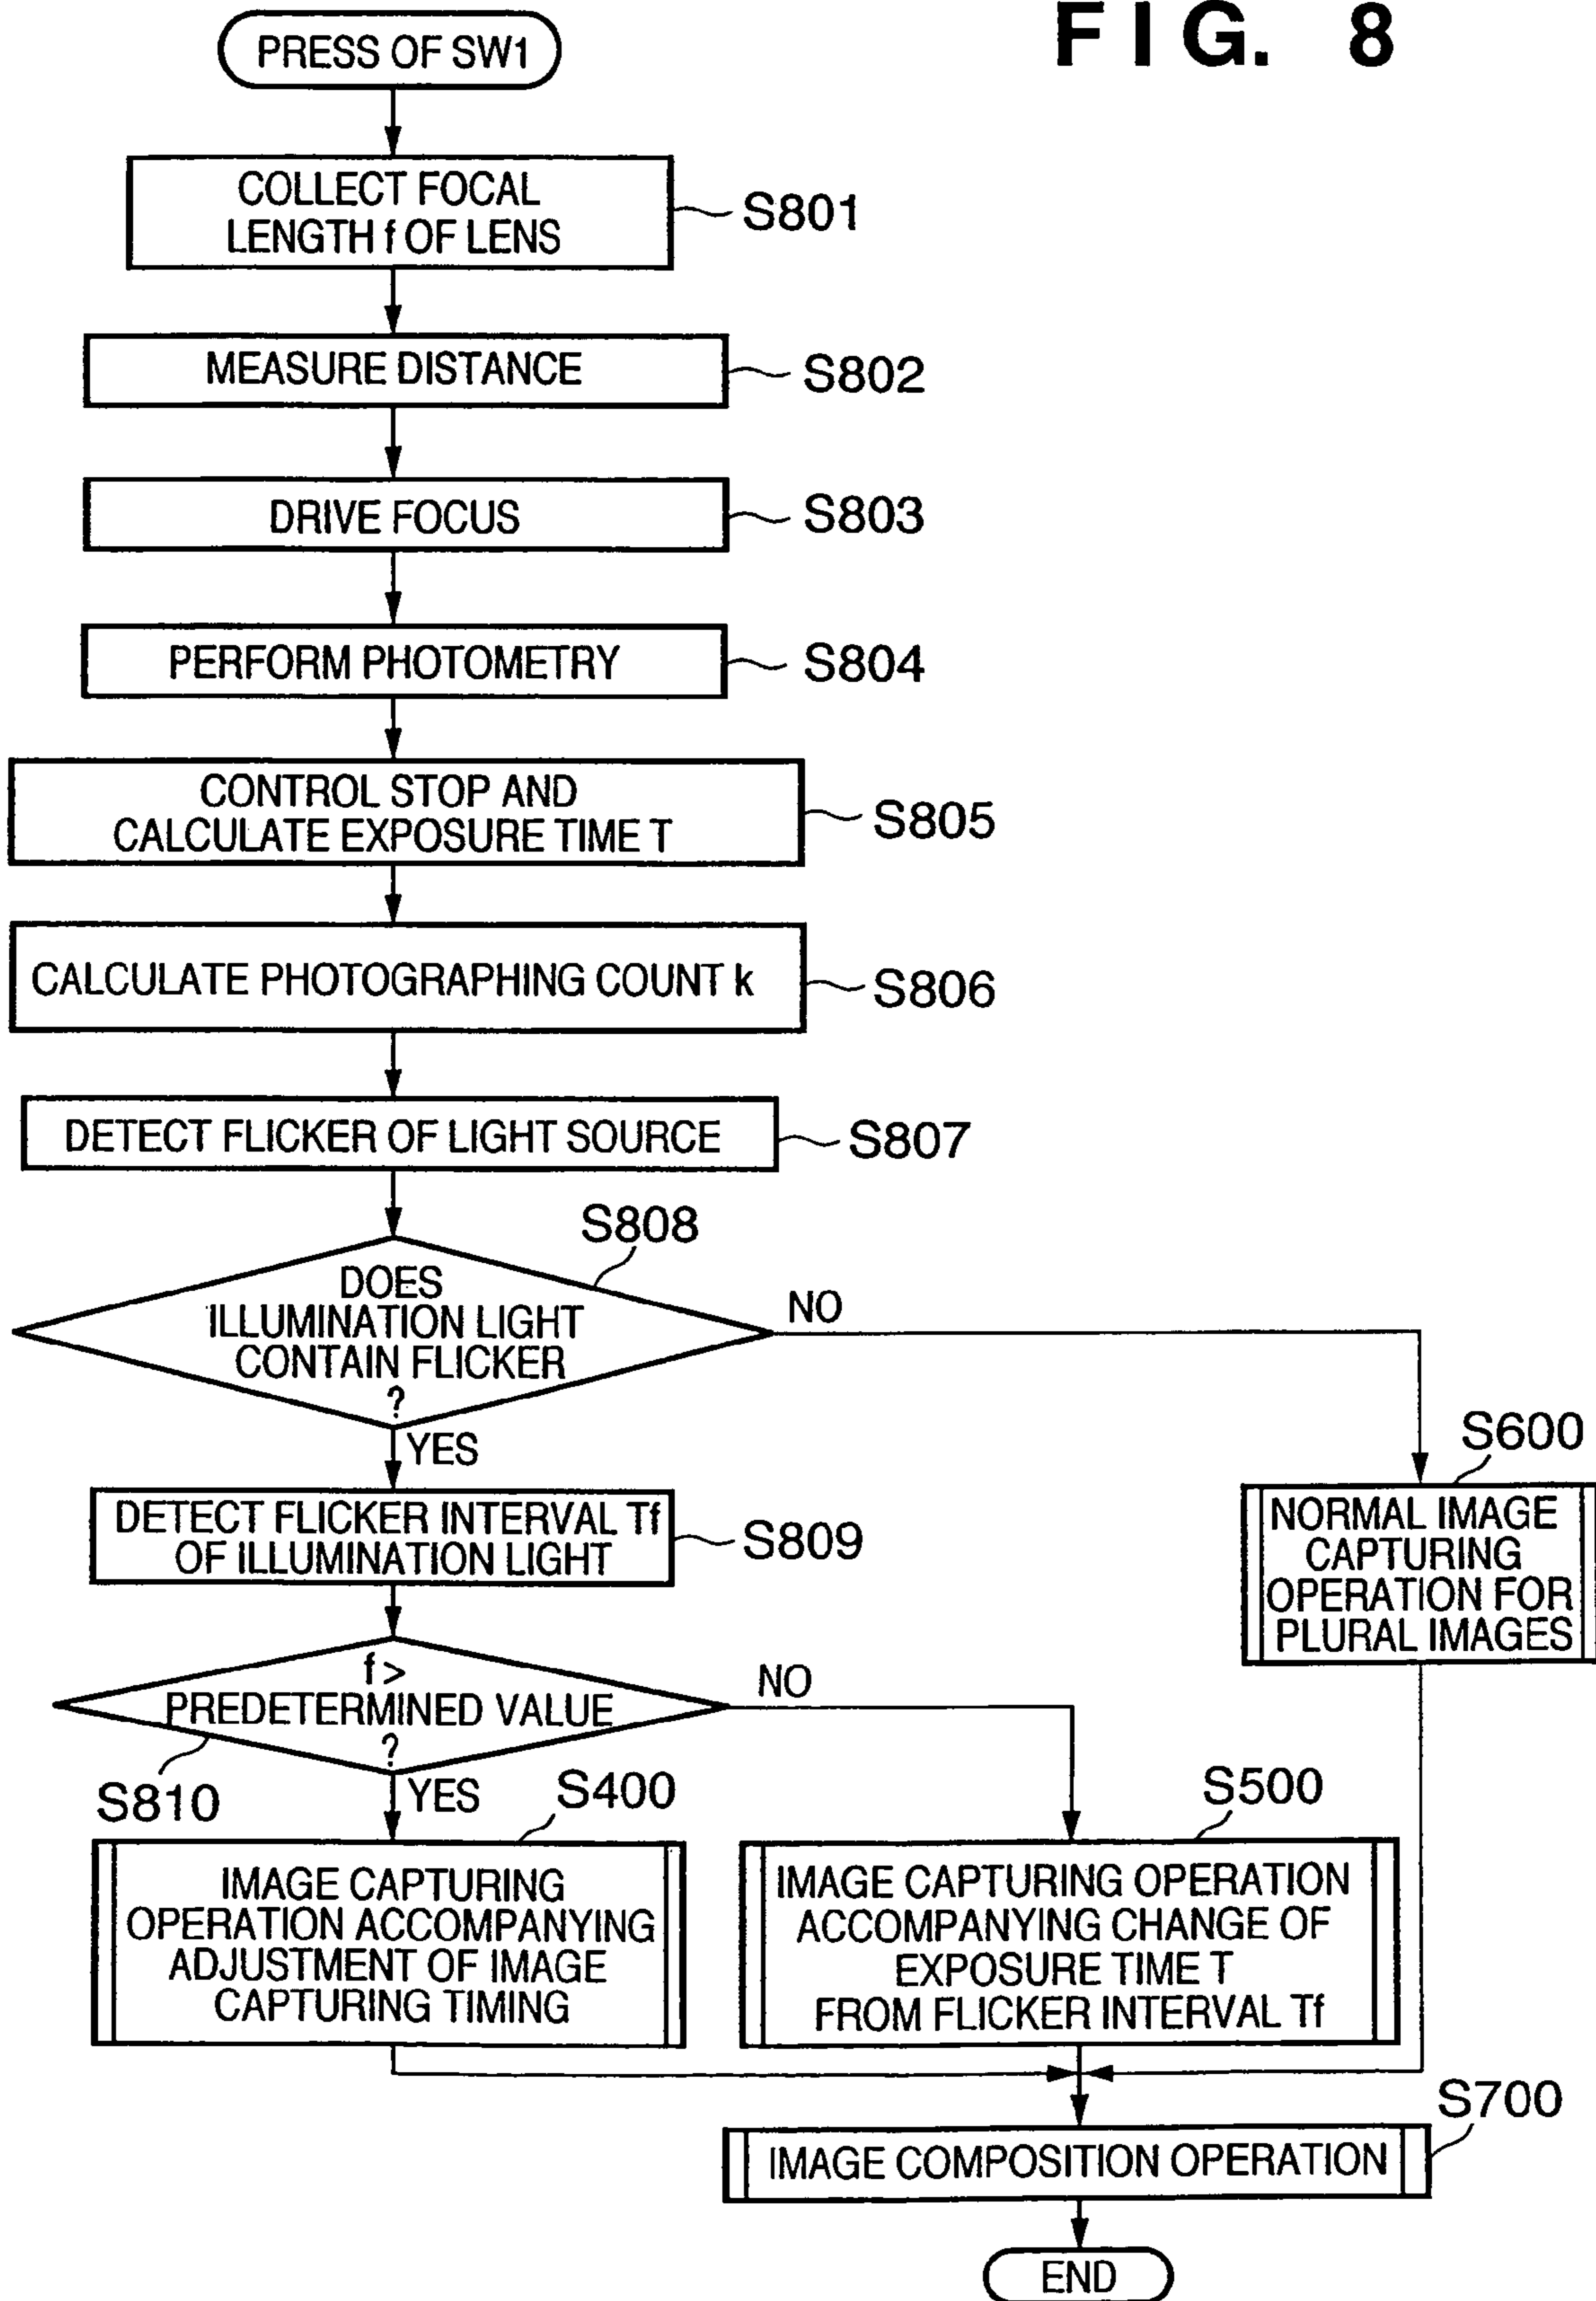 FIG. 8
PRESS OF SW1
COLLECT FOCAL
LENGTH f OF LENS
S801
MEASURE DISTANCE
S802
DRIVE FOCUS
S803
PERFORM PHOTOMETRY
S804
CONTROL STOP AND
CALCULATE EXPOSURE TIME T
S805
CALCULATE PHOTOGRAPHING COUNT k
S806
DETECT FLICKER OF LIGHT SOURCE
S807
S808
DOES
ILLUMINATION LIGHT
CONTAIN FLICKER
?
NO
YES
S600
NORMAL IMAGE
CAPTURING
OPERATION FOR
PLURAL IMAGES
DETECT FLICKER INTERVAL Tf
OF ILLUMINATION LIGHT
S809
f >
PREDETERMINED VALUE
?
NO
S810
YES
S400
IMAGE CAPTURING
OPERATION ACCOMPANYING
ADJUSTMENT OF IMAGE
CAPTURING TIMING
S500
IMAGE CAPTURING OPERATION
ACCOMPANYING CHANGE OF
EXPOSURE TIME T
FROM FLICKER INTERVAL Tf
S700
IMAGE COMPOSITION OPERATION
END